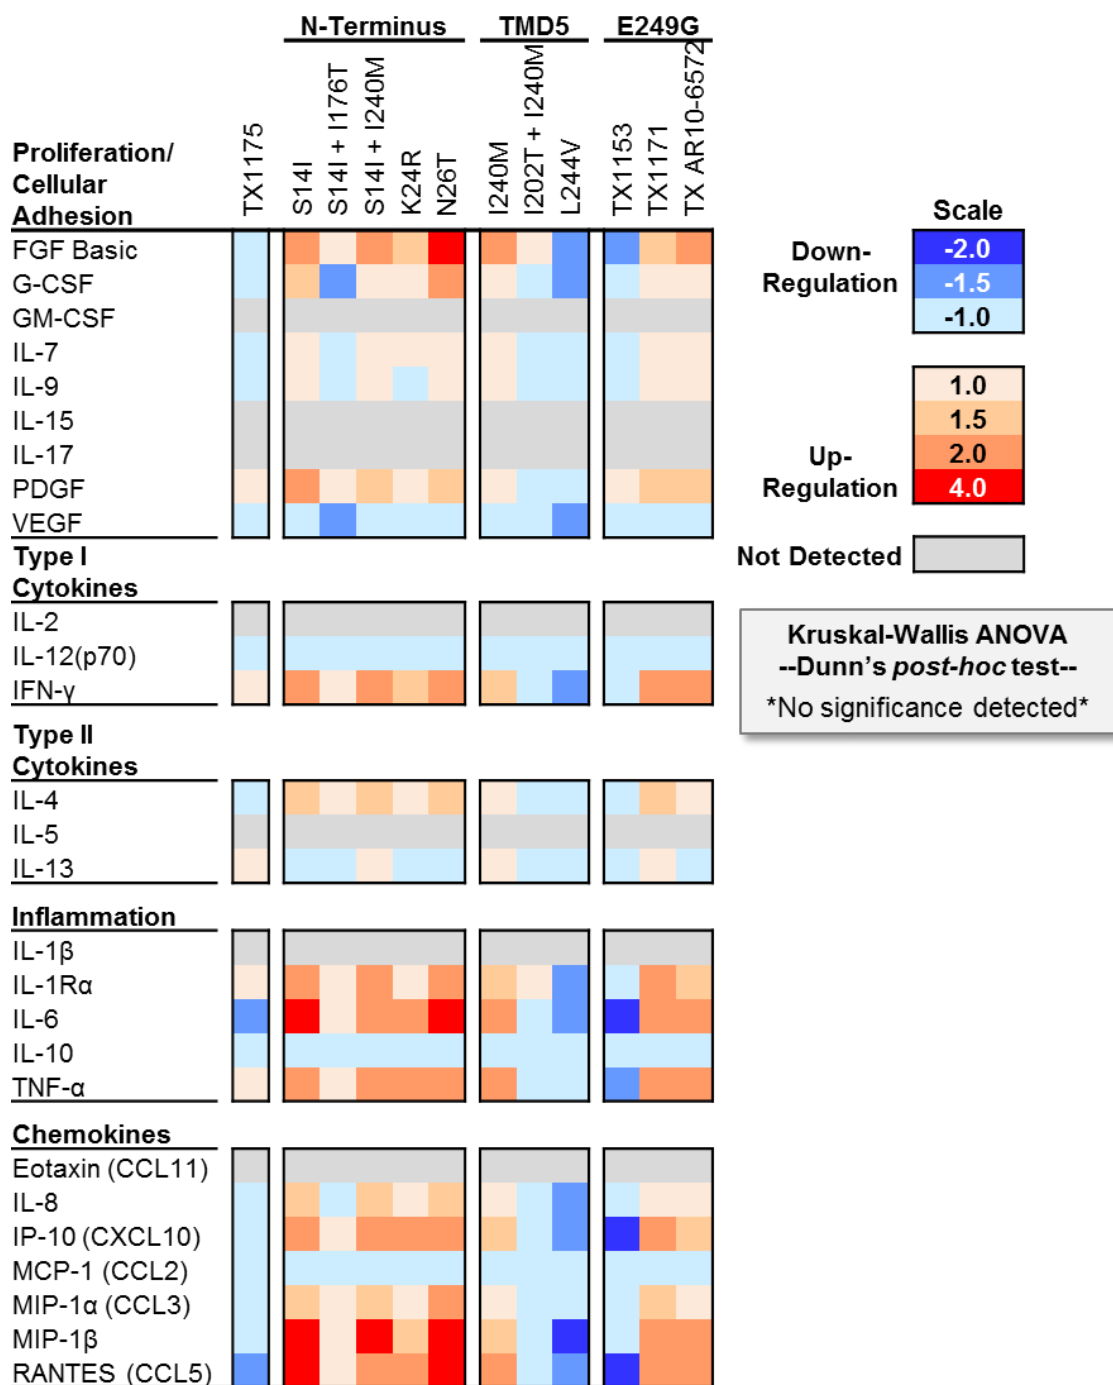 N-Terminus
TMD5
E249G
Proliferation/
Cellular
Adhesion
TX1175
S14I
S14I + I176T
S14I + I240M
K24R
N26T
I240M
I202T + I240M
L244V
TX1153
TX1171
TX AR10-6572
FGF Basic
G-CSF
GM-CSF
IL-7
IL-9
IL-15
IL-17
PDGF
VEGF
Type I
Cytokines
IL-2
IL-12(p70)
IFN-γ
Type II
Cytokines
IL-4
IL-5
IL-13
Inflammation
IL-1β
IL-1Rα
IL-6
IL-10
TNF-α
Chemokines
Eotaxin (CCL11)
IL-8
IP-10 (CXCL10)
MCP-1 (CCL2)
MIP-1α (CCL3)
MIP-1β
RANTES (CCL5)
Scale
Down-
Regulation
-2.0
-1.5
-1.0
1.0
1.5
2.0
4.0
Up-
Regulation
Not Detected
Kruskal-Wallis ANOVA
--Dunn's post-hoc test--
*No significance detected*